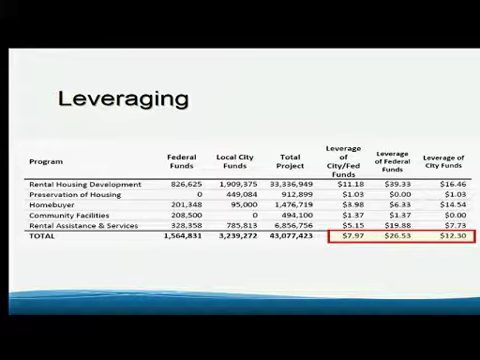 Leveraging
Program Federal Funds Local City Funds Total Project Leverage of City/Fed Funds Leverage of Federal Funds Leverage of City Funds
Rental Housing Development 826,625 1,909,375 33,336,949 $11.18 $39.33 $16.46
Preservation of Housing 0 449,084 912,899 $1.03 $0.00 $1.03
Homebuyer 201,348 95,000 1,476,719 $3.98 $6.33 $14.54
Community Facilities 208,500 0 494,100 $1.37 $1.37 $0.00
Rental Assistance & Services 328,358 785,813 6,856,756 $5.15 $19.88 $7.73
TOTAL 1,564,831 3,239,272 43,077,423 $7.97 $26.53 $12.30